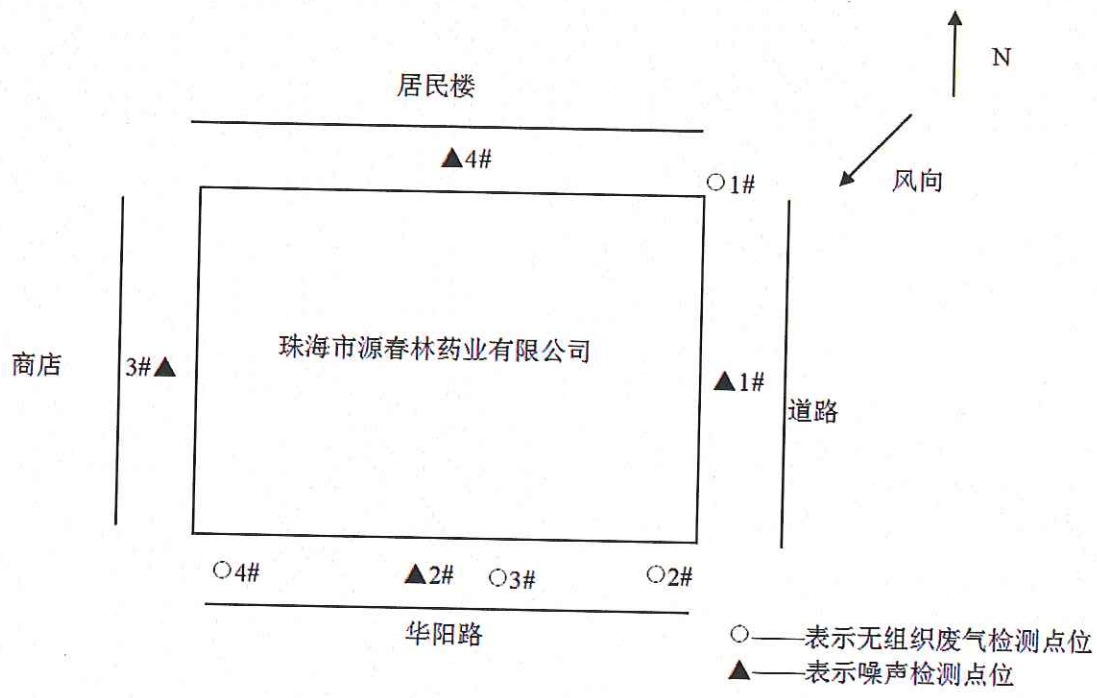 N
居民楼
▲4#
○1#
风向
珠海市源春林药业有限公司
商店
3#▲
▲1#
道路
○4#
▲2#
○3#
○2#
华阳路
○——表示无组织废气检测点位
▲——表示噪声检测点位